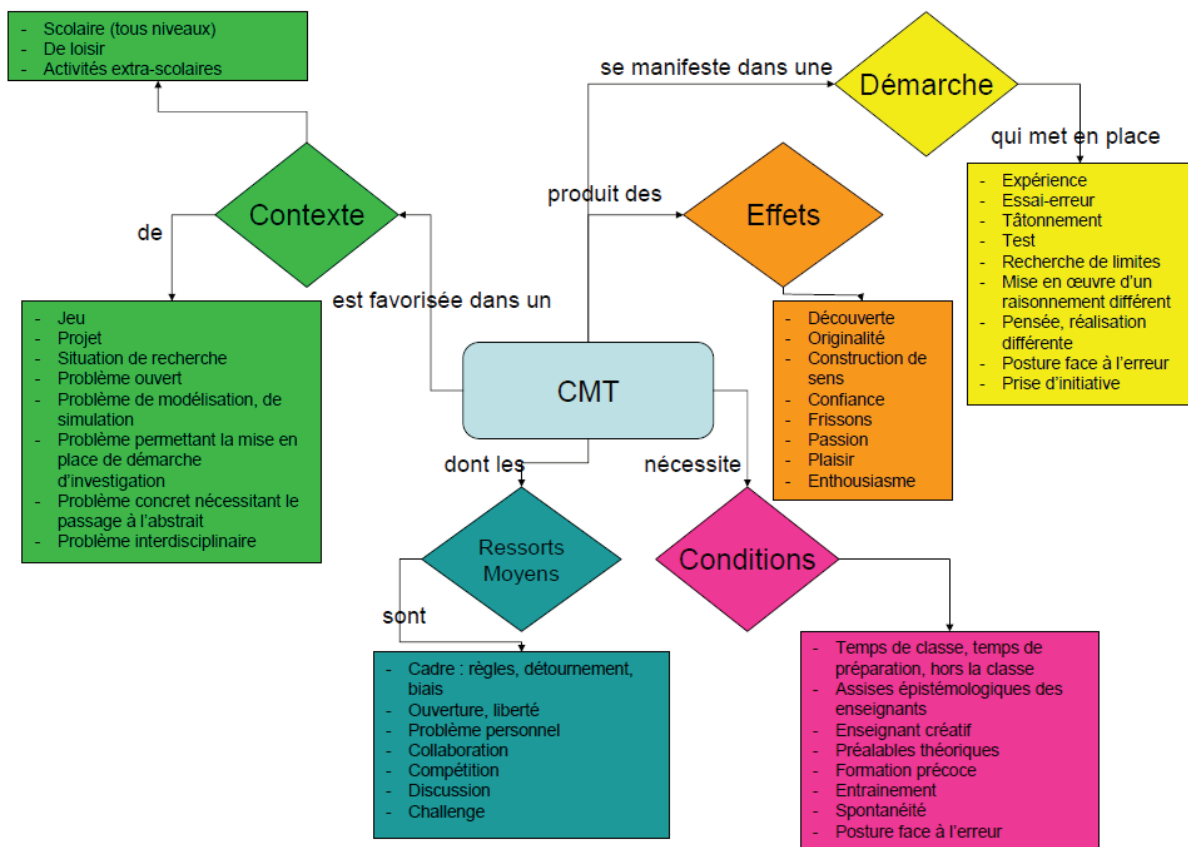 - Scolaire (tous niveaux)
- De loisir
- Activités extra-scolaires
se manifeste dans une
Démarche
qui met en place
- Expérience
- Essai-erreur
- Tâtonnement
- Test
- Recherche de limites
- Mise en œuvre d'un
raisonnement différent
- Pensée, réalisation
différente
- Posture face à l'erreur
- Prise d'initiative
produit des
Effets
- Découverte
- Originalité
- Construction de
sens
- Confiance
- Frissons
- Passion
- Plaisir
- Enthousiasme
Contexte
de
est favorisée dans un
- Jeu
- Projet
- Situation de recherche
- Problème ouvert
- Problème de modélisation, de
simulation
- Problème permettant la mise en
place de démarche
d'investigation
- Problème concret nécessitant le
passage à l'abstrait
- Problème interdisciplinaire
CMT
dont les
Ressorts
Moyens
sont
- Cadre : règles, détournement,
biais
- Ouverture, liberté
- Problème personnel
- Collaboration
- Compétition
- Discussion
- Challenge
nécessite
Conditions
- Temps de classe, temps de
préparation, hors la classe
- Assises épistémologiques des
enseignants
- Enseignant créatif
- Préalables théoriques
- Formation précoce
- Entrainement
- Spontanéité
- Posture face à l'erreur